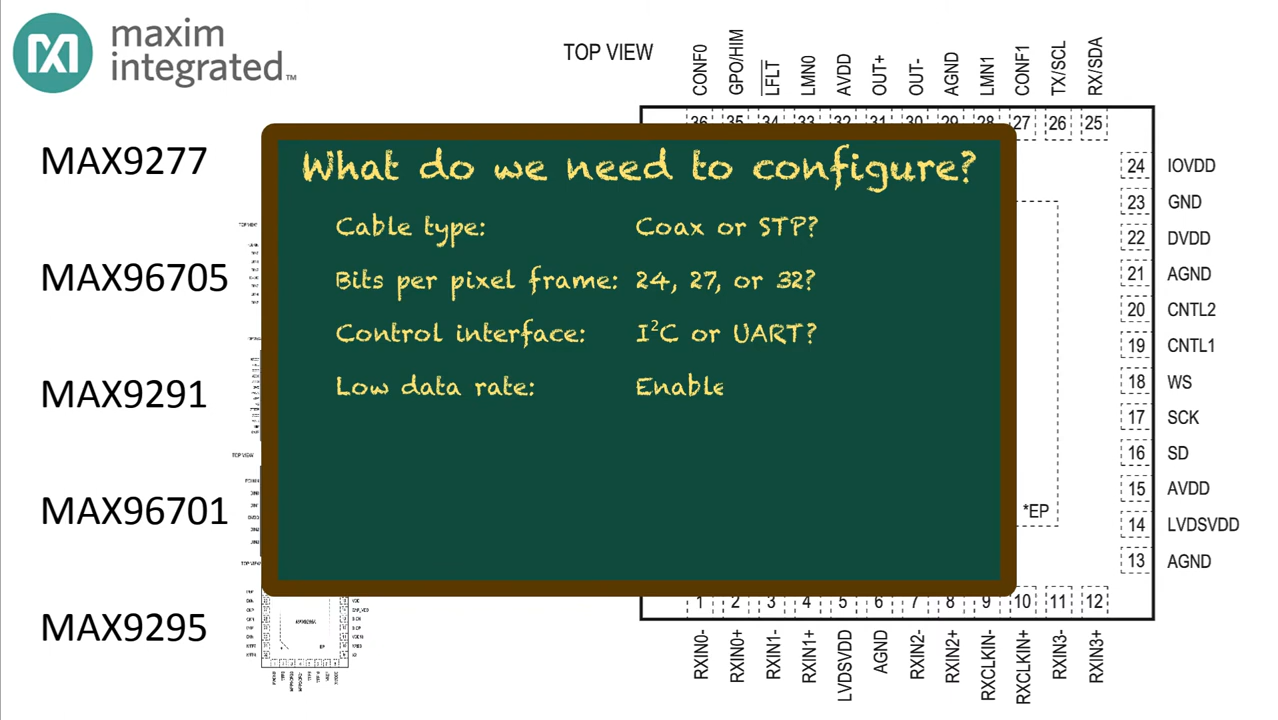 maxim
integrated™
TOP VIEW
CONF0
GPO/HIM
LFLT
LMN0
AVDD
OUT+
OUT-
AGND
LMN1
CONF1
TX/SCL
RX/SDA
36 35 34 33 32 31 30 29 28 27 26 25
MAX9277
MAX96705
MAX9291
MAX96701
MAX9295
What do we need to configure?
Cable type: Coax or STP?
Bits per pixel frame: 24, 27, or 32?
Control interface: I²C or UART?
Low data rate: Enable
24 IOVDD
23 GND
22 DVDD
21 AGND
20 CNTL2
19 CNTL1
18 WS
17 SCK
16 SD
15 AVDD
14 LVDSVDD
13 AGND
*EP
1 2 3 4 5 6 7 8 9 10 11 12
RXIN0-
RXIN0+
RXIN1-
RXIN1+
LVDSVDD
AGND
RXIN2-
RXIN2+
RXCLKIN-
RXCLKIN+
RXIN3-
RXIN3+